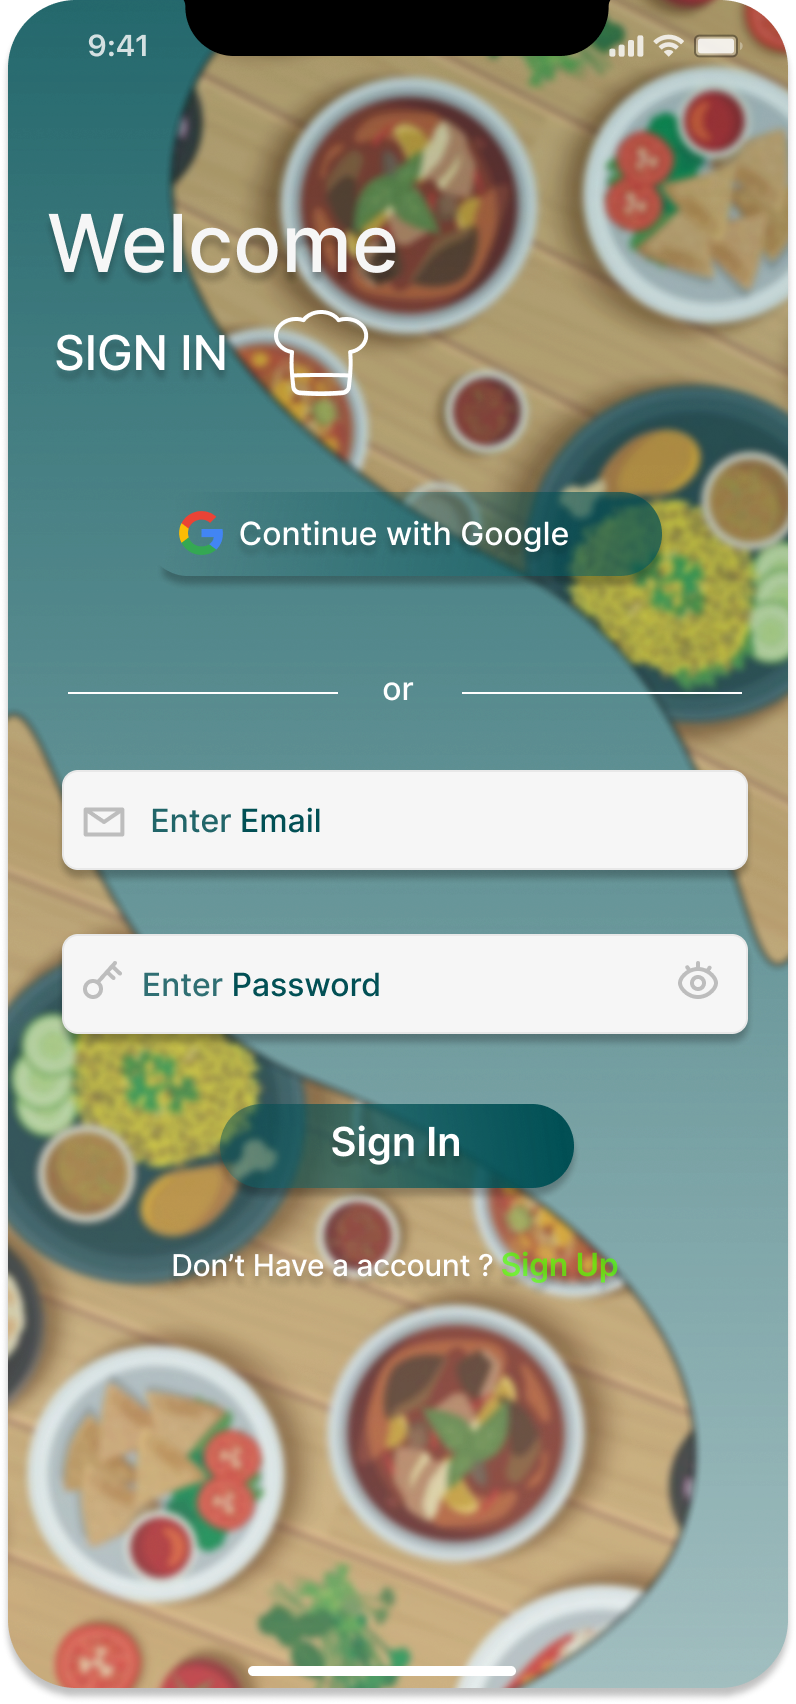 9:41
Welcome
SIGN IN
Continue with Google
or
Enter Email
Enter Password
Sign In
Don’t Have a account ? Sign Up